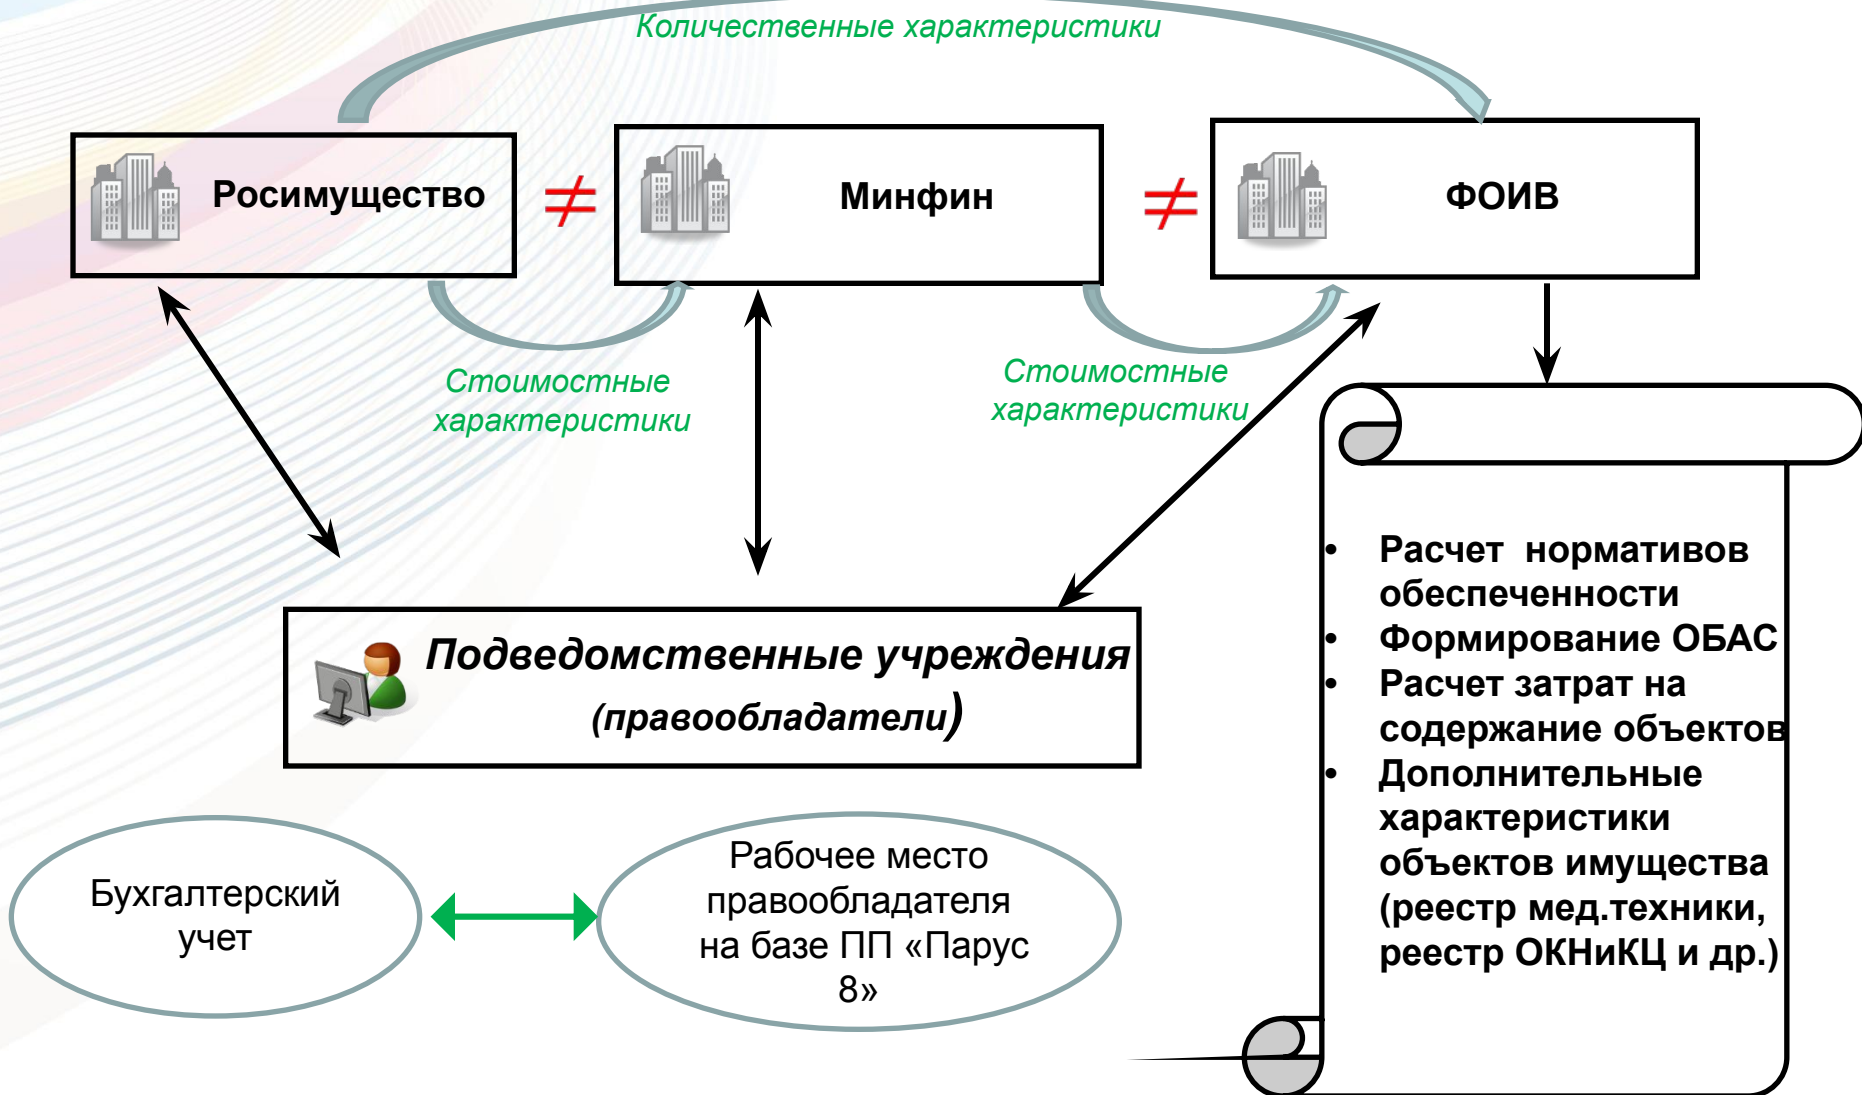 Количественные характеристики
Росимущество
≠
Минфин
≠
ФОИВ
Стоимостные
характеристики
Стоимостные
характеристики
Подведомственные учреждения
(правообладатели)
• Расчет нормативов
обеспеченности
• Формирование ОБАС
• Расчет затрат на
содержание объектов
• Дополнительные
характеристики
объектов имущества
(реестр мед.техники,
реестр ОКНиКЦ и др.)
Бухгалтерский
учет
Рабочее место
правообладателя
на базе ПП «Парус
8»